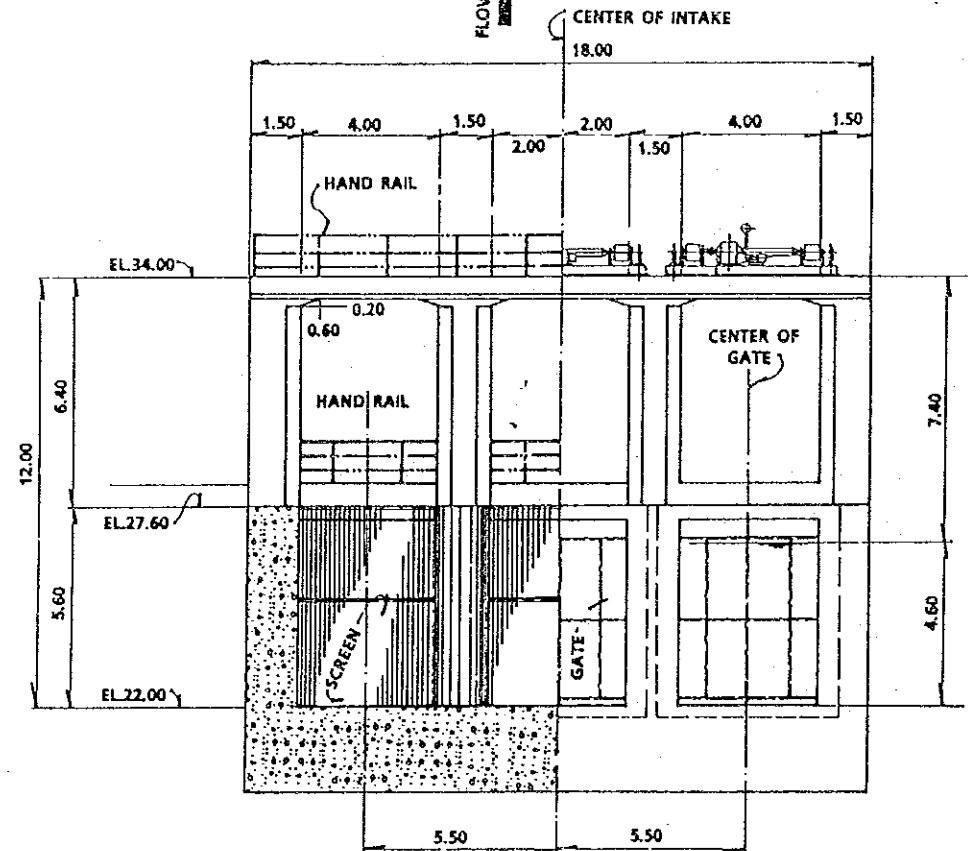 CENTER OF INTAKE
18.00
1.50
4.00
1.50
2.00
2.00
1.50
4.00
1.50
HAND RAIL
EL.34.00
0.20
0.60
CENTER OF
GATE
HAND RAIL
6.40
7.40
12.00
EL.27.60
5.60
4.60
SCREEN
GATE
EL.22.00
5.50
5.50